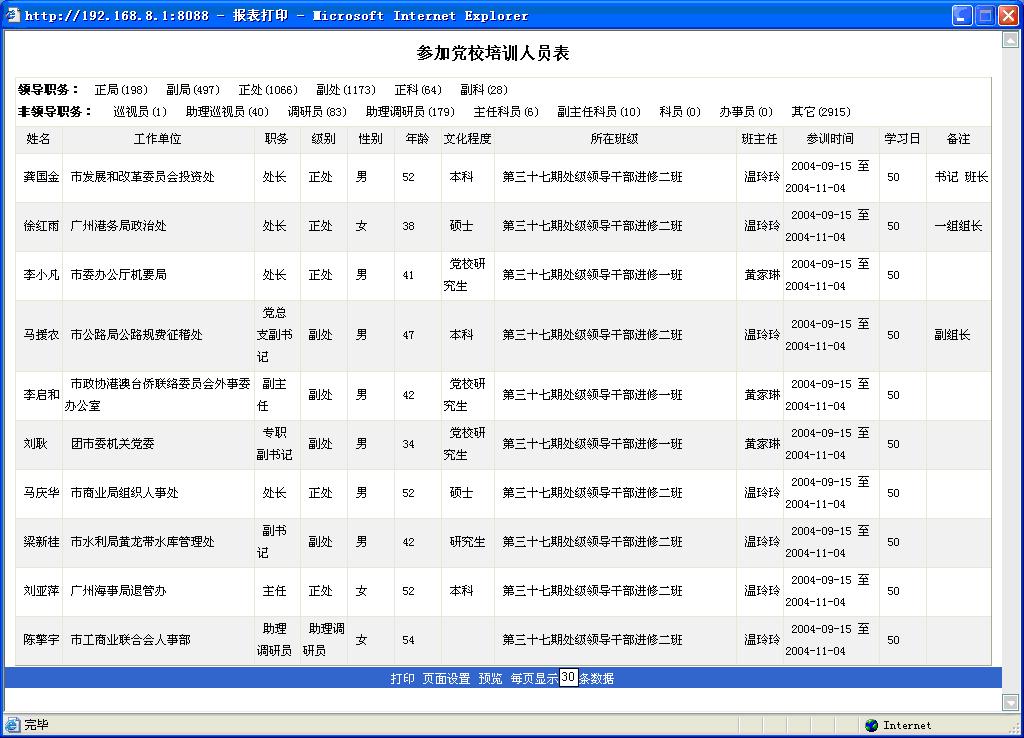 http://192.168.8.1:8088 - 报表打印 - Microsoft Internet Explorer
参加党校培训人员表
领导职务： 正局(198) 副局(497) 正处(1066) 副处(1173) 正科(64) 副科(28)
非领导职务： 巡视员(1) 助理巡视员(40) 调研员(83) 助理调研员(179) 主任科员(6) 副主任科员(10) 科员(0) 办事员(0) 其它(2915)
姓名 工作单位 职务 级别 性别 年龄 文化程度 所在班级 班主任 参训时间 学习日 备注
龚国金 市发展和改革委员会投资处 处长 正处 男 52 本科 第三十七期处级领导干部进修二班 温玲玲 2004-09-15 至 2004-11-04 50 书记 班长
徐红雨 广州港务局政治处 处长 正处 女 38 硕士 第三十七期处级领导干部进修二班 温玲玲 2004-09-15 至 2004-11-04 50 一组组长
李小凡 市委办公厅机要局 处长 正处 男 41 党校研究生 第三十七期处级领导干部进修一班 黄家琳 2004-09-15 至 2004-11-04 50
马援农 市公路局公路规费征稽处 党总支副书记 副处 男 47 本科 第三十七期处级领导干部进修二班 温玲玲 2004-09-15 至 2004-11-04 50 副组长
李启和 市政协港澳台侨联络委员会外事委办公室 副主任 副处 男 42 党校研究生 第三十七期处级领导干部进修一班 黄家琳 2004-09-15 至 2004-11-04 50
刘耿 团市委机关党委 专职副书记 副处 男 34 党校研究生 第三十七期处级领导干部进修一班 黄家琳 2004-09-15 至 2004-11-04 50
马庆华 市商业局组织人事处 处长 正处 男 52 硕士 第三十七期处级领导干部进修二班 温玲玲 2004-09-15 至 2004-11-04 50
梁新桂 市水利局黄龙带水库管理处 副书记 副处 男 42 研究生 第三十七期处级领导干部进修二班 温玲玲 2004-09-15 至 2004-11-04 50
刘亚萍 广州海事局退管办 主任 正处 女 52 本科 第三十七期处级领导干部进修二班 温玲玲 2004-09-15 至 2004-11-04 50
陈擎宇 市工商业联合会人事部 助理调研员 助理调研员 女 54 第三十七期处级领导干部进修二班 温玲玲 2004-09-15 至 2004-11-04 50
打印 页面设置 预览 每页显示30条数据
完毕 Internet